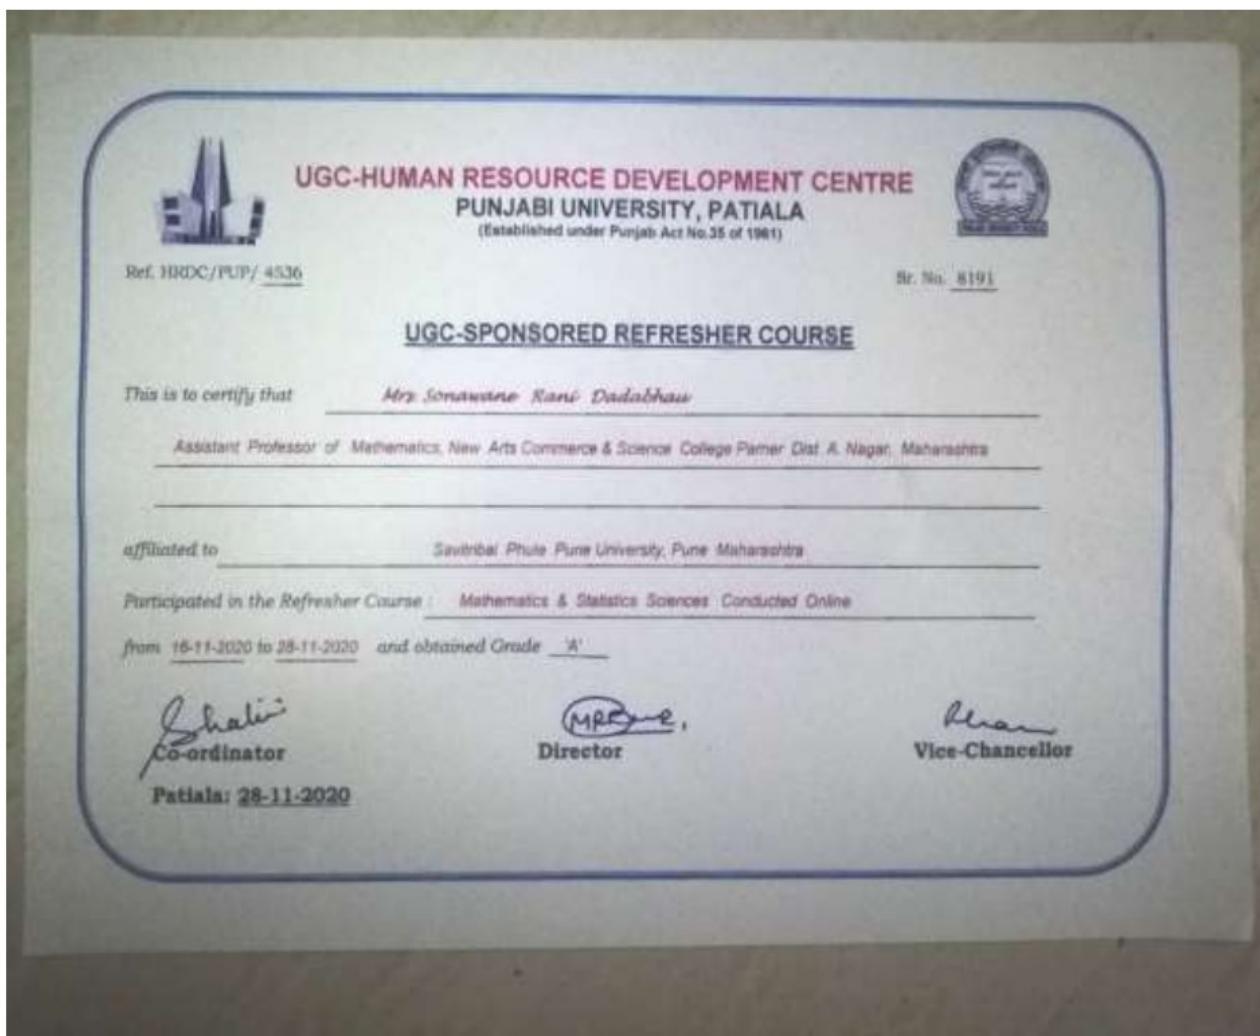 UGC-HUMAN RESOURCE DEVELOPMENT CENTRE
PUNJABI UNIVERSITY, PATIALA
(Established under Punjab Act No.35 of 1961)
Ref. HRDC/PUP/ 4536
Sr. No. 8191
UGC-SPONSORED REFRESHER COURSE
This is to certify that Mrs Sonawane Rani Dadabhau
Assistant Professor of Mathematics, New Arts Commerce & Science College Parner Dist. A. Nagar, Maharashtra
affiliated to Savitribai Phule Pune University, Pune Maharashtra
Participated in the Refresher Course : Mathematics & Statistics Sciences Conducted Online
from 16-11-2020 to 28-11-2020 and obtained Grade 'A'
Shalini
Co-ordinator
Director
Vice-Chancellor
Patiala: 28-11-2020